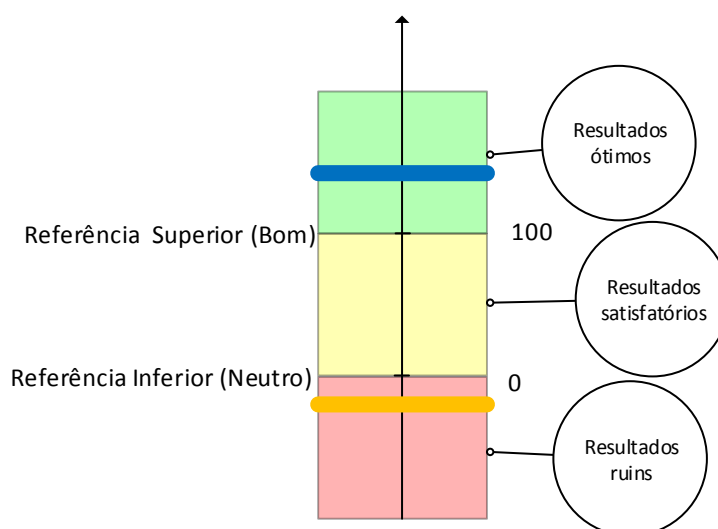 Resultados
ótimos
Referência Superior (Bom)
100
Resultados
satisfatórios
Referência Inferior (Neutro)
0
Resultados
ruins